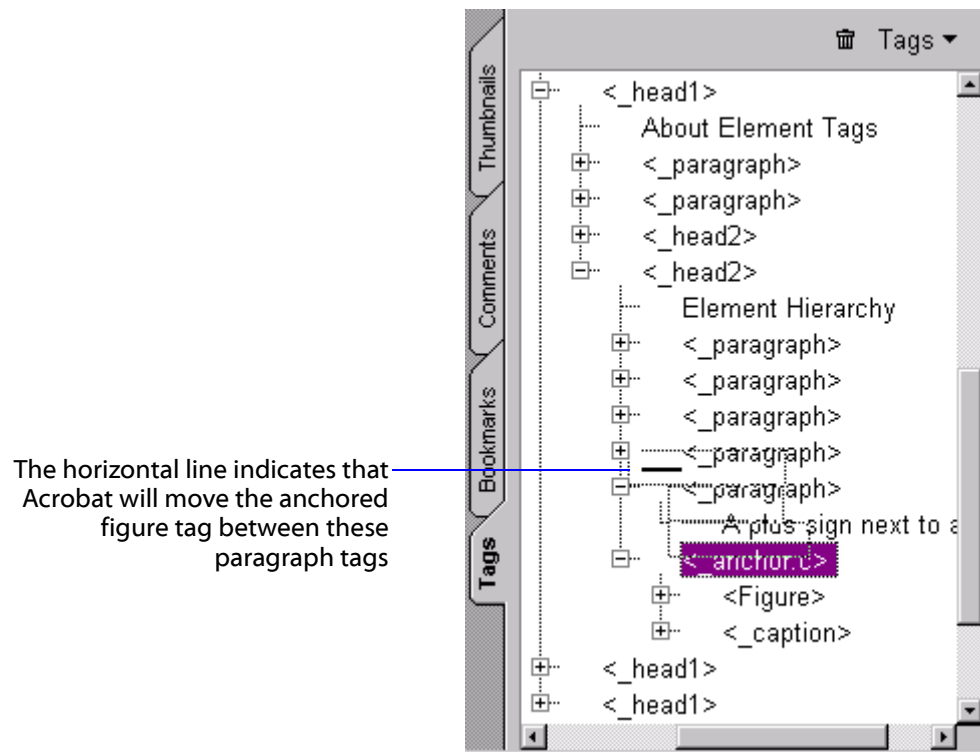 Tags
Thumbnails
Comments
Bookmarks
Tags
<_head1>
About Element Tags
<_paragraph>
<_paragraph>
<_head2>
<_head2>
Element Hierarchy
<_paragraph>
<_paragraph>
<_paragraph>
<_paragraph>
<_paragraph>
A plus sign next to a
<_anchor.c>
<Figure>
<_caption>
<_head1>
<_head1>
The horizontal line indicates that
Acrobat will move the anchored
figure tag between these
paragraph tags